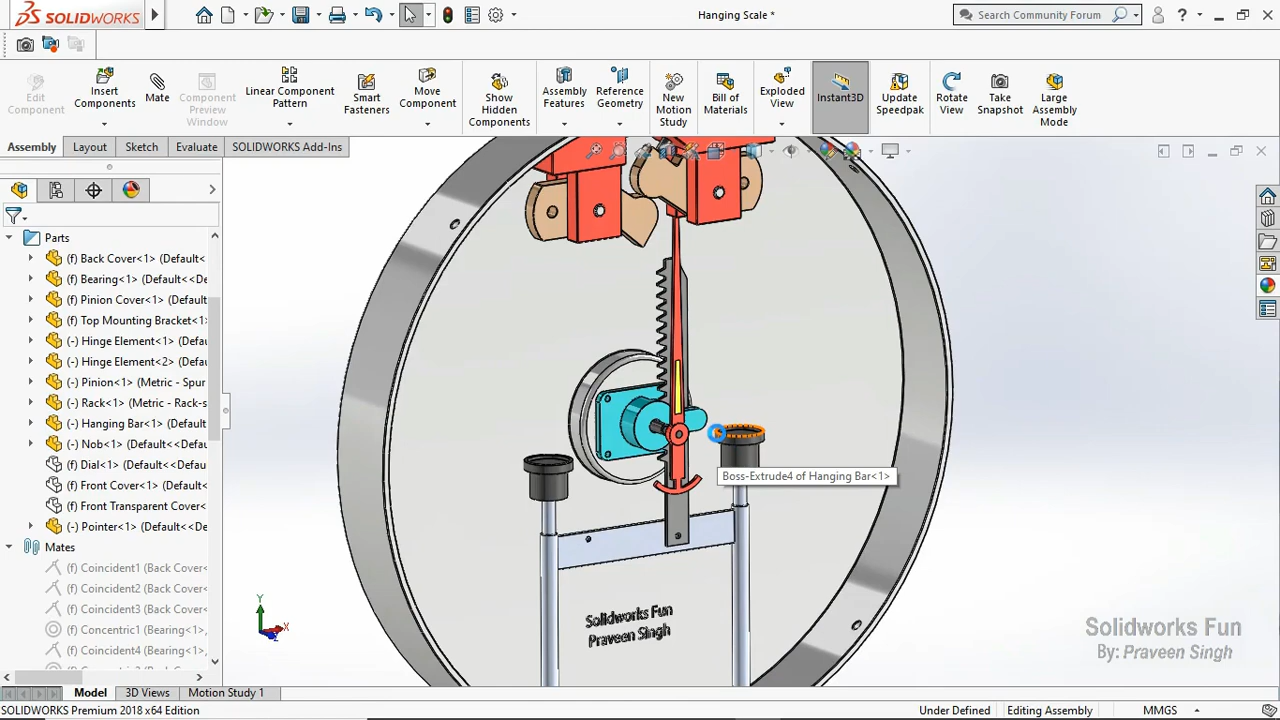 SOLIDWORKS
Hanging Scale *
Search Community Forum
Edit
Component
Insert
Components
Mate
Component
Preview
Window
Linear Component
Pattern
Smart
Fasteners
Move
Component
Show
Hidden
Components
Assembly
Features
Reference
Geometry
New
Motion
Study
Bill of
Materials
Exploded
View
Instant3D
Update
Speedpak
Rotate
View
Take
Snapshot
Large
Assembly
Mode
Assembly
Layout
Sketch
Evaluate
SOLIDWORKS Add-Ins
Parts
(f) Back Cover<1> (Default<
(f) Bearing<1> (Default<<De
(f) Pinion Cover<1> (Default
(f) Top Mounting Bracket<1
(-) Hinge Element<1> (Defau
(-) Hinge Element<2> (Defau
(-) Pinion<1> (Metric - Spur
(-) Rack<1> (Metric - Rack-s
(-) Hanging Bar<1> (Default
(-) Nob<1> (Default<<Defa
(f) Dial<1> (Default<<Defau
(f) Front Cover<1> (Default
(f) Front Transparent Cover<
(-) Pointer<1> (Default<<De
Mates
(f) Coincident1 (Back Cover<
(f) Coincident2 (Back Cover<
(f) Coincident3 (Back Cover<
(f) Concentric1 (Bearing<1>,
(f) Coincident4 (Bearing<1>,
Boss-Extrude4 of Hanging Bar<1>
Solidworks Fun
Praveen Singh
Y
X
Z
Solidworks Fun
By: Praveen Singh
Model
3D Views
Motion Study 1
SOLIDWORKS Premium 2018 x64 Edition
Under Defined
Editing Assembly
MMGS